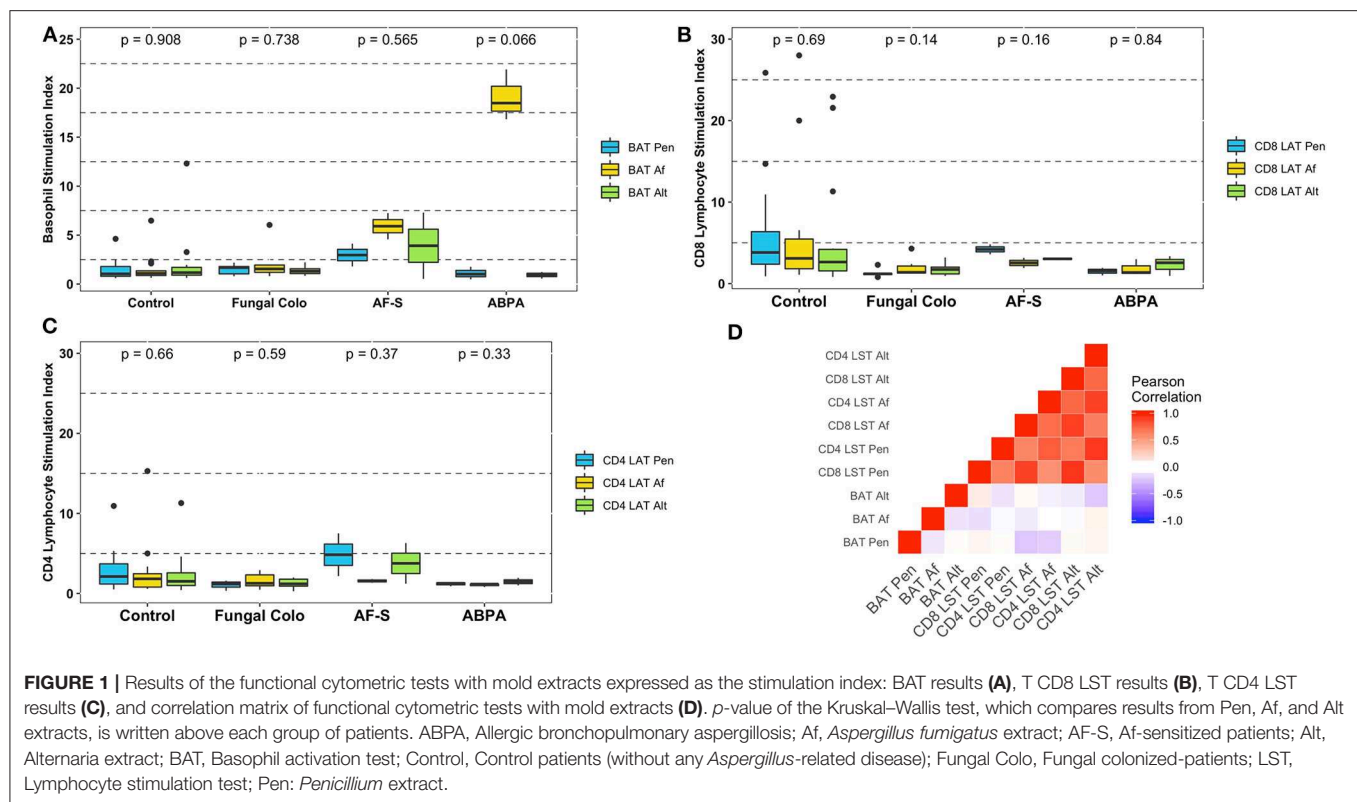 A
p = 0.908 p = 0.738 p = 0.565 p = 0.066
Basophil Stimulation Index
25
20
15
10
5
0
Control Fungal Colo AF-S ABPA
BAT Pen
BAT Af
BAT Alt
B
p = 0.69 p = 0.14 p = 0.16 p = 0.84
CD8 Lymphocyte Stimulation Index
30
20
10
0
Control Fungal Colo AF-S ABPA
CD8 LAT Pen
CD8 LAT Af
CD8 LAT Alt
C
p = 0.66 p = 0.59 p = 0.37 p = 0.33
CD4 Lymphocyte Stimulation Index
30
20
10
0
Control Fungal Colo AF-S ABPA
CD4 LAT Pen
CD4 LAT Af
CD4 LAT Alt
D
CD4 LST Alt
CD8 LST Alt
CD4 LST Af
CD8 LST Af
CD4 LST Pen
CD8 LST Pen
BAT Alt
BAT Af
BAT Pen
BAT Pen
BAT Af
BAT Alt
CD8 LST Pen
CD4 LST Pen
CD8 LST Af
CD4 LST Af
CD8 LST Alt
CD4 LST Alt
Pearson
Correlation
1.0
0.5
0.0
-0.5
-1.0
FIGURE 1 | Results of the functional cytometric tests with mold extracts expressed as the stimulation index: BAT results (A), T CD8 LST results (B), T CD4 LST
results (C), and correlation matrix of functional cytometric tests with mold extracts (D). p-value of the Kruskal–Wallis test, which compares results from Pen, Af, and Alt
extracts, is written above each group of patients. ABPA, Allergic bronchopulmonary aspergillosis; Af, Aspergillus fumigatus extract; AF-S, Af-sensitized patients; Alt,
Alternaria extract; BAT, Basophil activation test; Control, Control patients (without any Aspergillus-related disease); Fungal Colo, Fungal colonized-patients; LST,
Lymphocyte stimulation test; Pen: Penicillium extract.